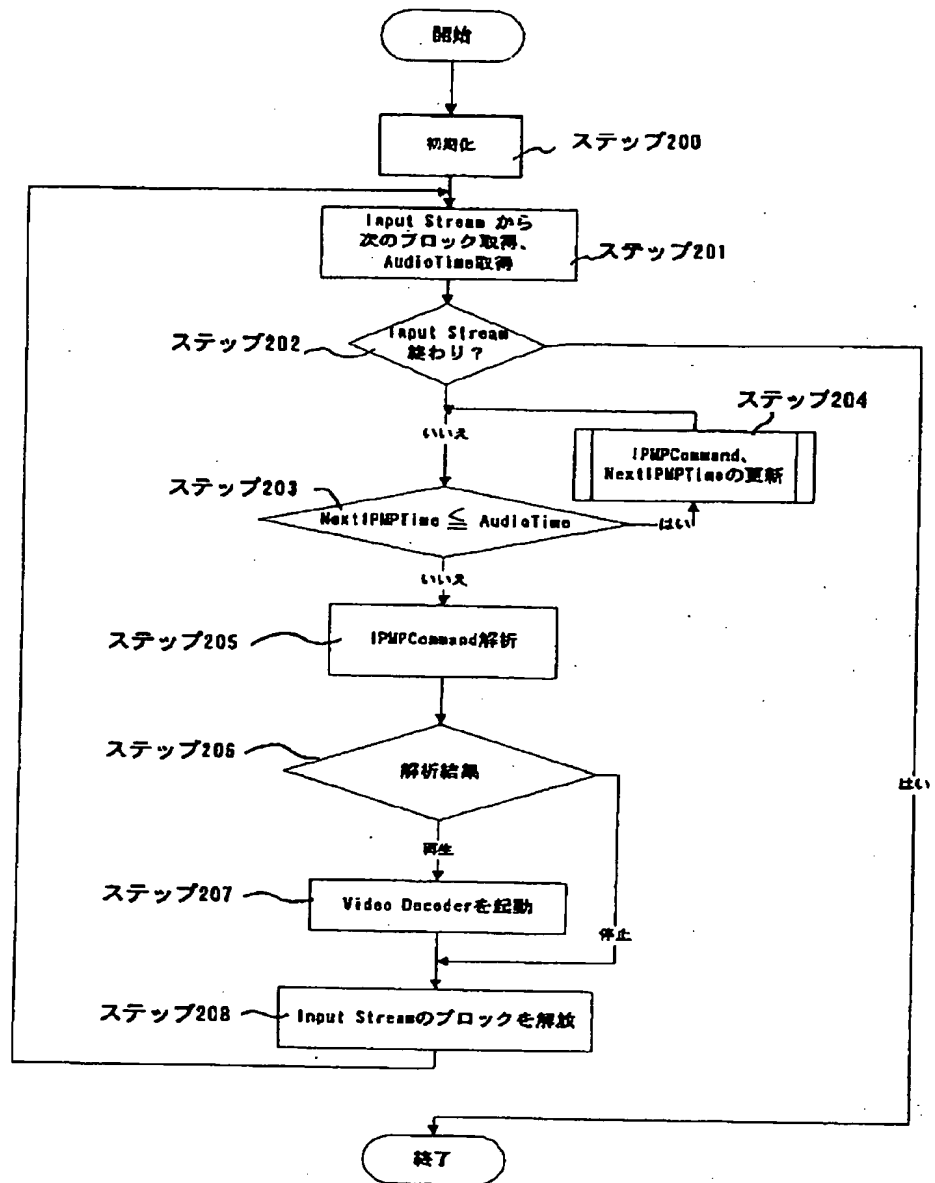 開始
初期化
ステップ200
Input Stream から
次のブロック取得、
AudioTime取得
ステップ201
Input Stream
終わり？
ステップ202
ステップ204
いいえ
IPMPCommand、
NextIPMPTimeの更新
ステップ203
NextIPMPTime ≦ AudioTime
はい
いいえ
ステップ205
IPMPCommand解析
ステップ206
解析結果
はい
再生
ステップ207
Video Decoderを起動
停止
ステップ208
Input Streamのブロックを解放
終了